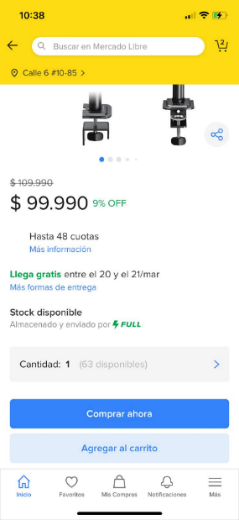 10:38
Buscar en Mercado Libre
2
Calle 6 #10-85 >
$ 109.990
$ 99.990 9% OFF
Hasta 48 cuotas
Más información
Llega gratis entre el 20 y el 21/mar
Más formas de entrega
Stock disponible
Almacenado y enviado por FULL
Cantidad: 1 (63 disponibles)
Comprar ahora
Agregar al carrito
Inicio Favoritos Mis Compras Notificaciones Más